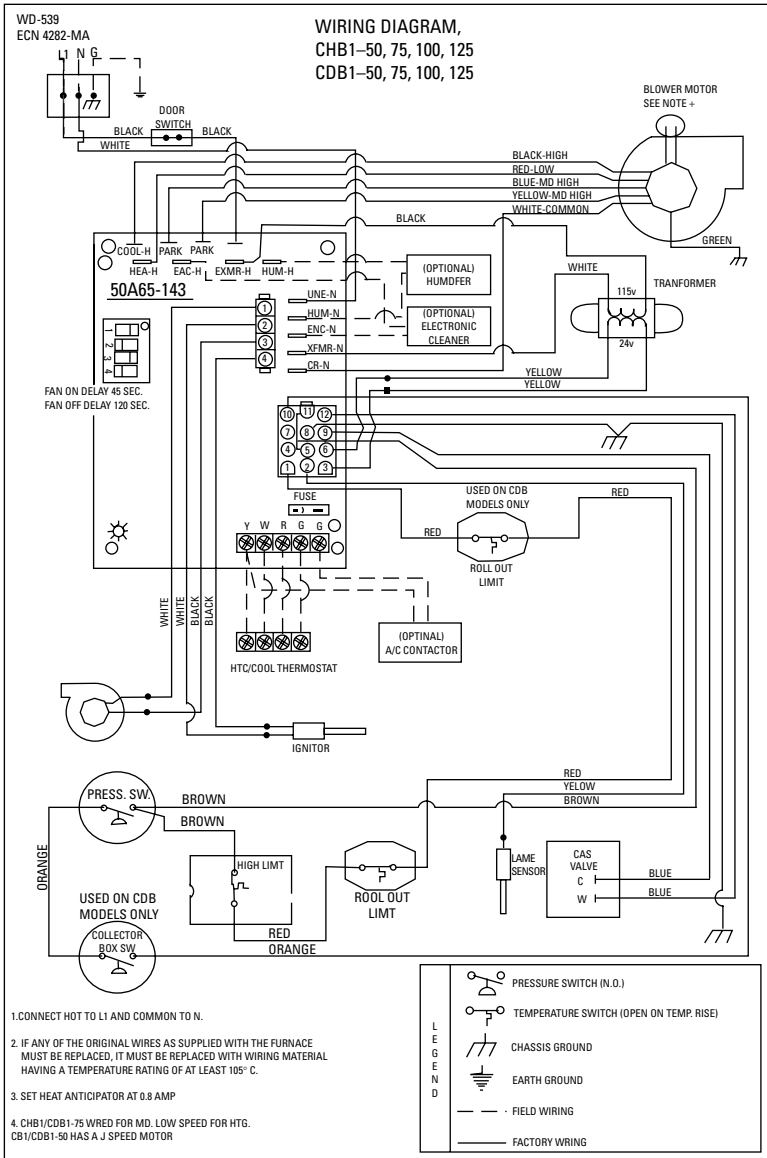 WD-539
ECN 4282-MA
WIRING DIAGRAM,
CHB1–50, 75, 100, 125
CDB1–50, 75, 100, 125
L1 N G
DOOR
SWITCH
BLACK
BLACK
WHITE
BLOWER MOTOR
SEE NOTE +
BLACK-HIGH
RED-LOW
BLUE-MD HIGH
YELLOW-MD HIGH
WHITE-COMMON
BLACK
GREEN
COOL-H PARK PARK
HEA-H EAC-H EXMR-H HUM-H
50A65-143
1
2
3
4
FAN ON DELAY 45 SEC.
FAN OFF DELAY 120 SEC.
1
2
3
4
UNE-N
HUM-N
ENC-N
XFMR-N
CR-N
(OPTIONAL)
HUMDFER
(OPTIONAL)
ELECTRONIC
CLEANER
WHITE
115v
TRANFORMER
24v
YELLOW
YELLOW
10 11 12
7 8 9
4 5 6
1 2 3
FUSE
Y W R G G
USED ON CDB
MODELS ONLY
RED
RED
ROLL OUT
LIMIT
WHITE
WHITE
BLACK
BLACK
(OPTINAL)
A/C CONTACTOR
HTC/COOL THERMOSTAT
IGNITOR
PRESS. SW.
BROWN
BROWN
RED
YELOW
BROWN
ORANGE
HIGH LIMT
ROOL OUT
LIMT
LAME
SENSOR
CAS
VALVE
C
W
BLUE
BLUE
USED ON CDB
MODELS ONLY
COLLECTOR
BOX SW
RED
ORANGE
1.CONNECT HOT TO L1 AND COMMON TO N.
2. IF ANY OF THE ORIGINAL WIRES AS SUPPLIED WITH THE FURNACE
MUST BE REPLACED, IT MUST BE REPLACED WITH WIRING MATERIAL
HAVING A TEMPERATURE RATING OF AT LEAST 105° C.
3. SET HEAT ANTICIPATOR AT 0.8 AMP
4. CHB1/CDB1-75 WRED FOR MD. LOW SPEED FOR HTG.
CB1/CDB1-50 HAS A J SPEED MOTOR
LEGEND
PRESSURE SWITCH (N.O.)
TEMPERATURE SWITCH (OPEN ON TEMP. RISE)
CHASSIS GROUND
EARTH GROUND
FIELD WIRING
FACTORY WRING